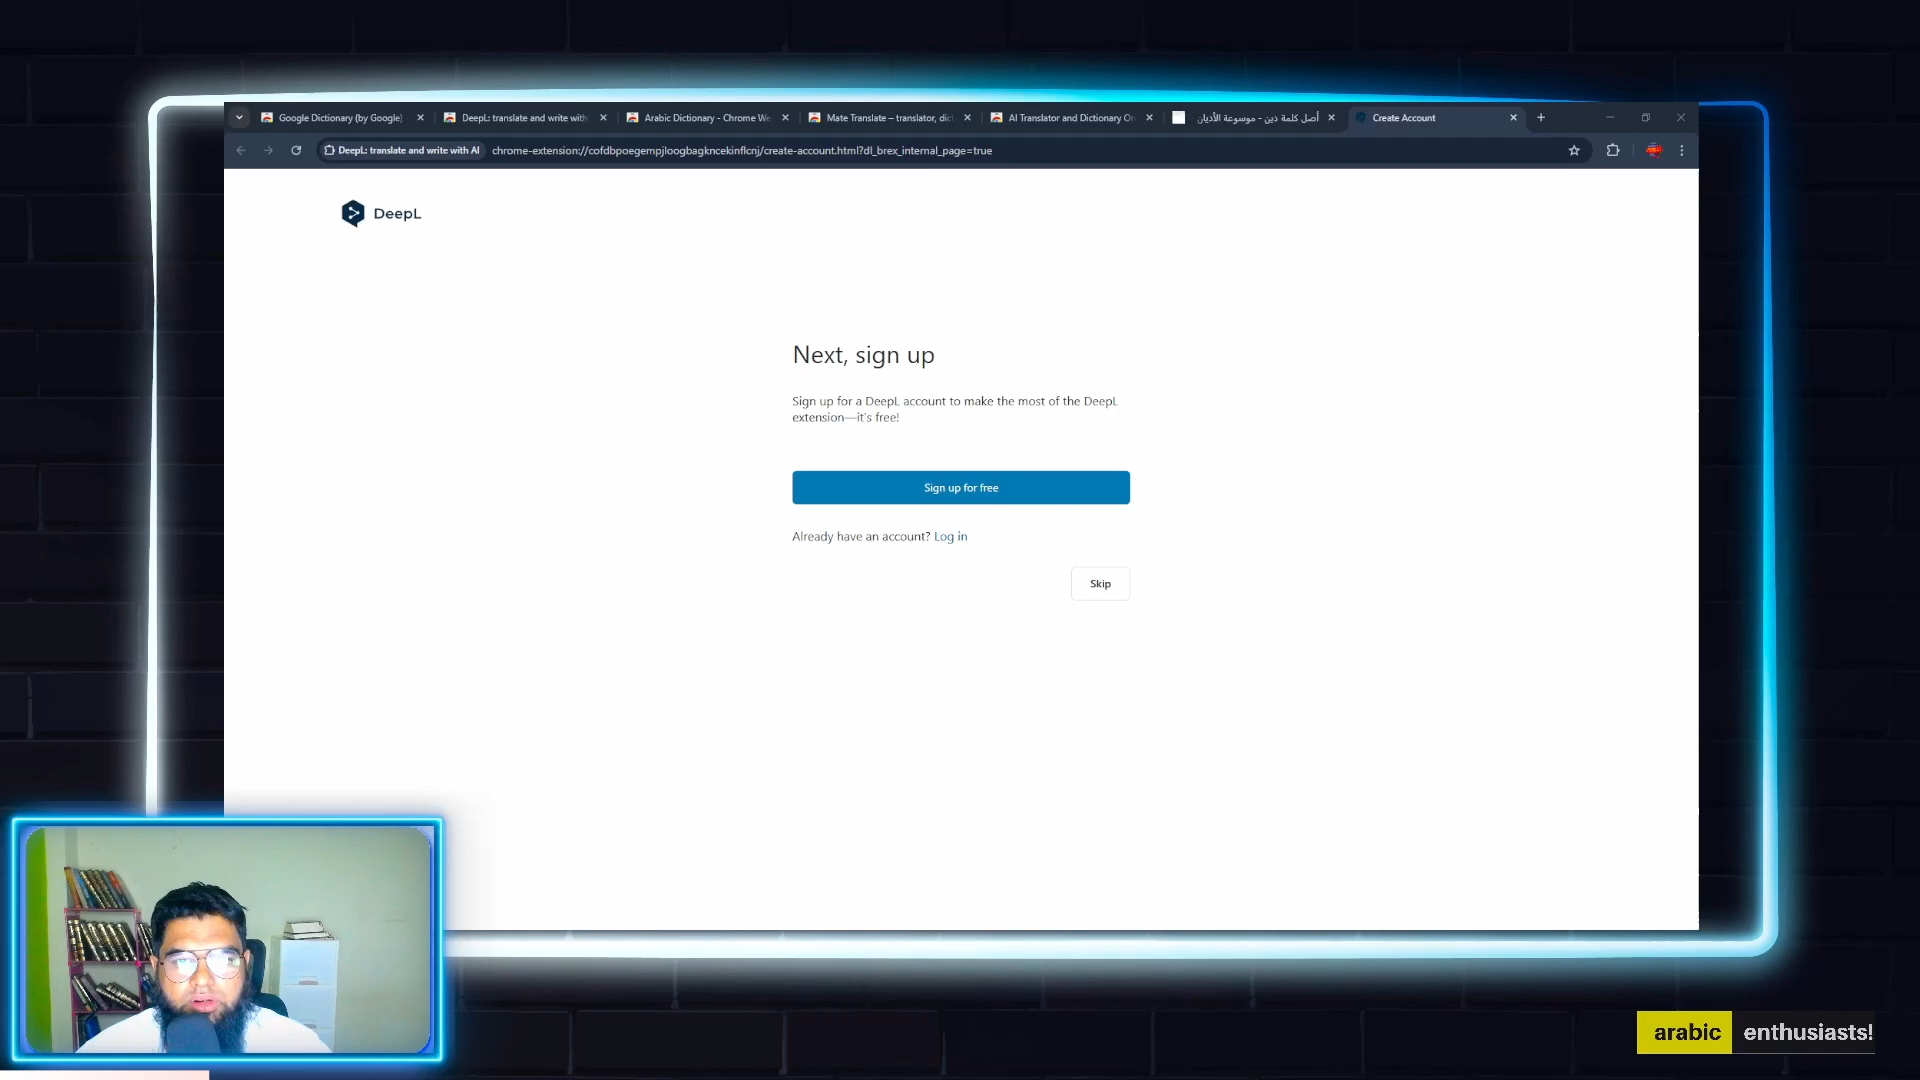 Google Dictionary (by Google)
DeepL: translate and write with
Arabic Dictionary - Chrome We
Mate Translate – translator, dic
AI Translator and Dictionary On
أصل كلمة دين - موسوعة الأديان
Create Account
DeepL: translate and write with AI
chrome-extension://cofdbpoegempjloogbagkncekinflcnj/create-account.html?dl_brex_internal_page=true
DeepL
Next, sign up
Sign up for a DeepL account to make the most of the DeepL
extension—it's free!
Sign up for free
Already have an account? Log in
Skip
arabic enthusiasts!